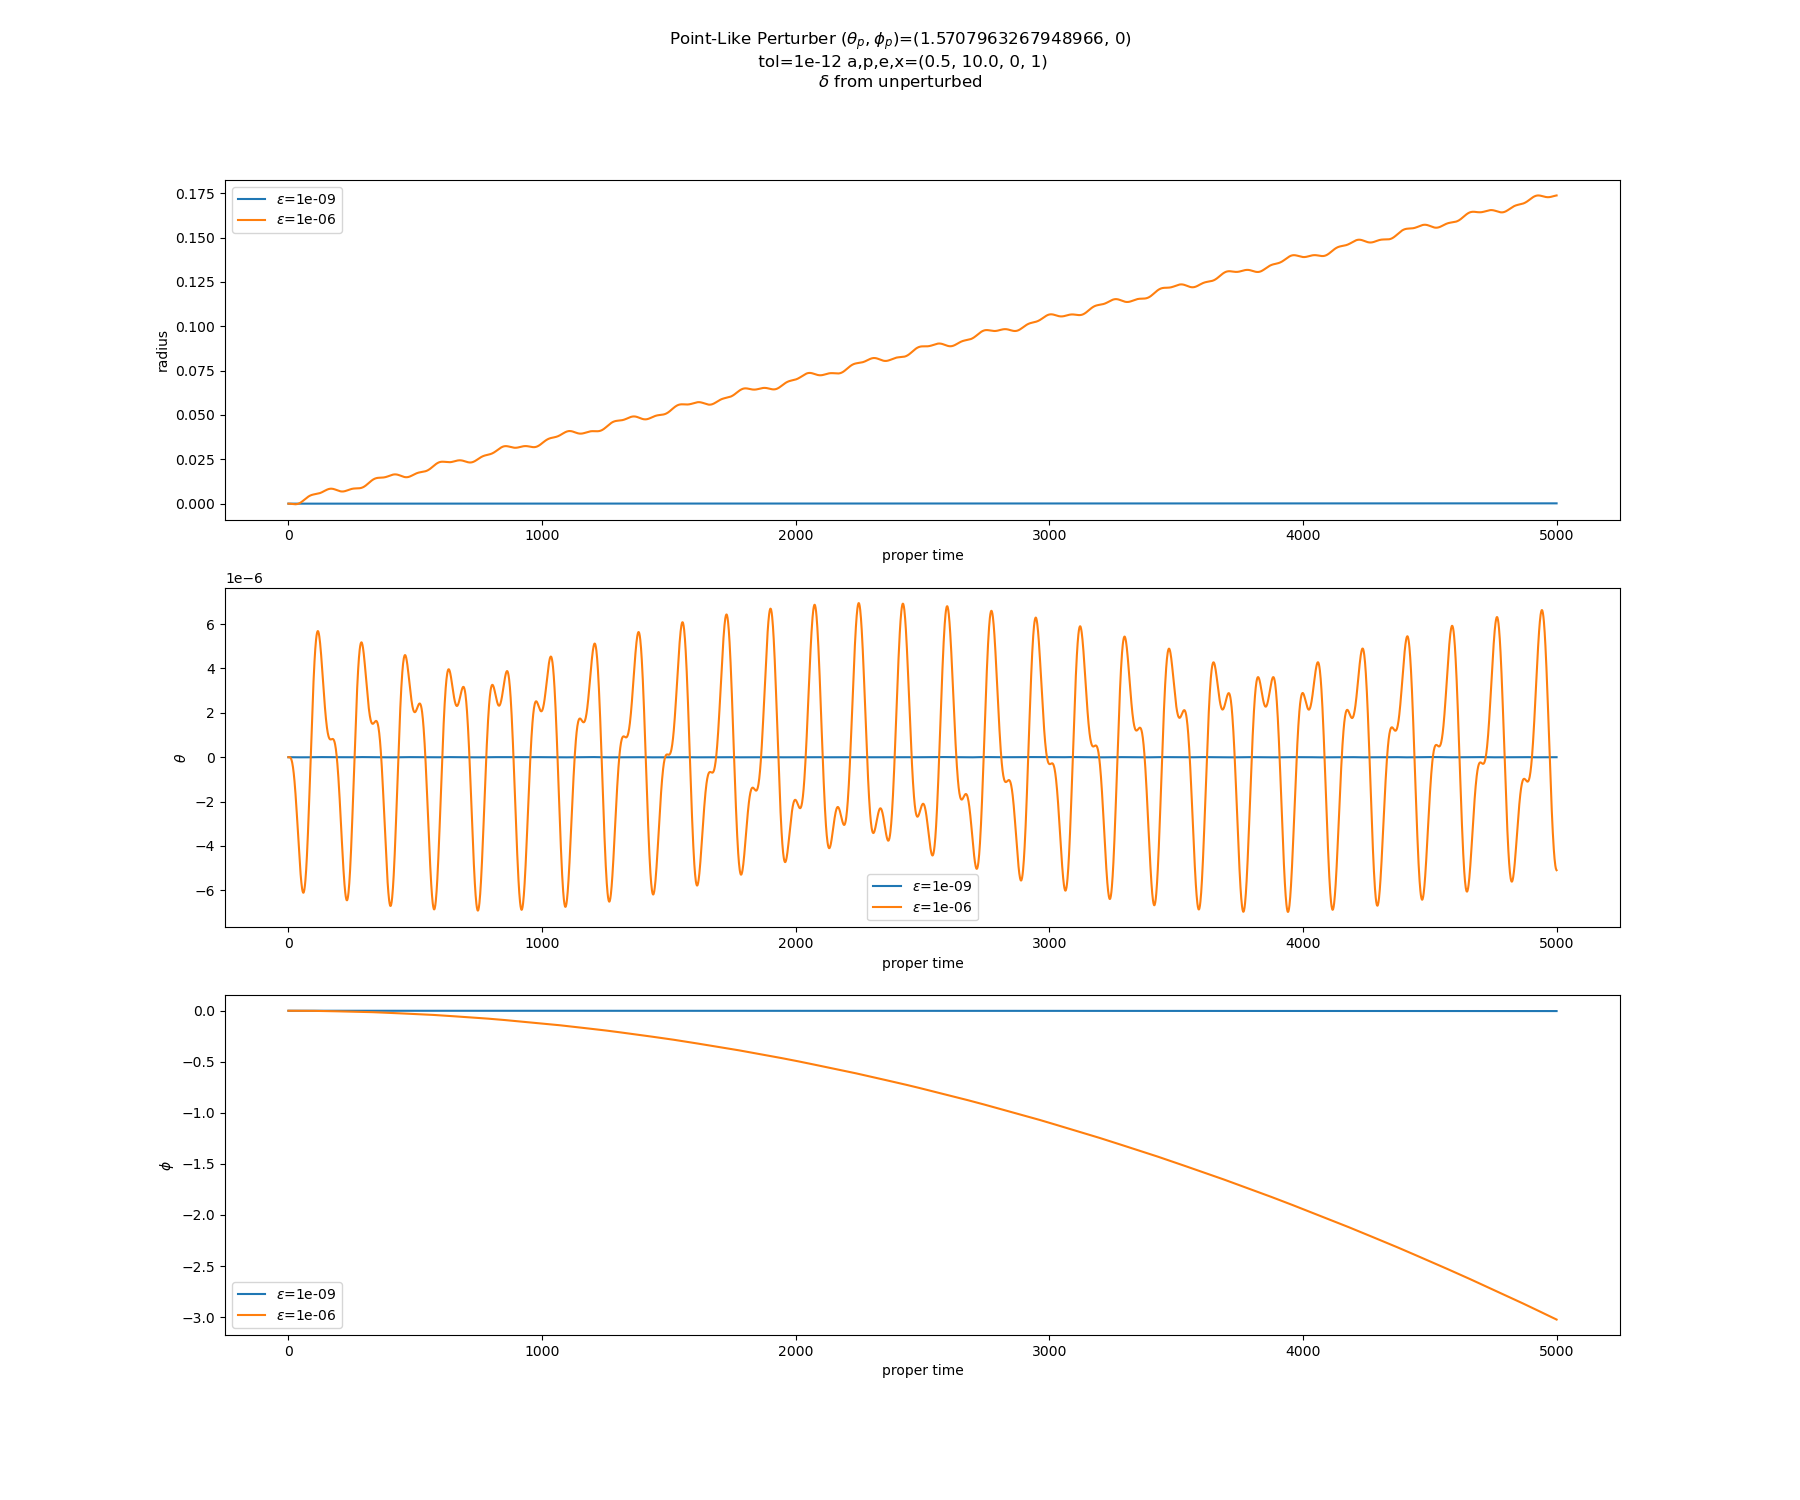 Point-Like Perturber (θₚ, ϕₚ)=(1.5707963267948966, 0)
tol=1e-12 a,p,e,x=(0.5, 10.0, 0, 1)
δ from unperturbed
ε=1e-09
ε=1e-06
0.175
0.150
0.125
0.100
0.075
0.050
0.025
0.000
radius
0 1000 2000 3000 4000 5000
proper time
1e−6
6
4
2
0
−2
−4
−6
θ
ε=1e-09
ε=1e-06
0 1000 2000 3000 4000 5000
proper time
0.0
−0.5
−1.0
−1.5
−2.0
−2.5
−3.0
ϕ
ε=1e-09
ε=1e-06
0 1000 2000 3000 4000 5000
proper time